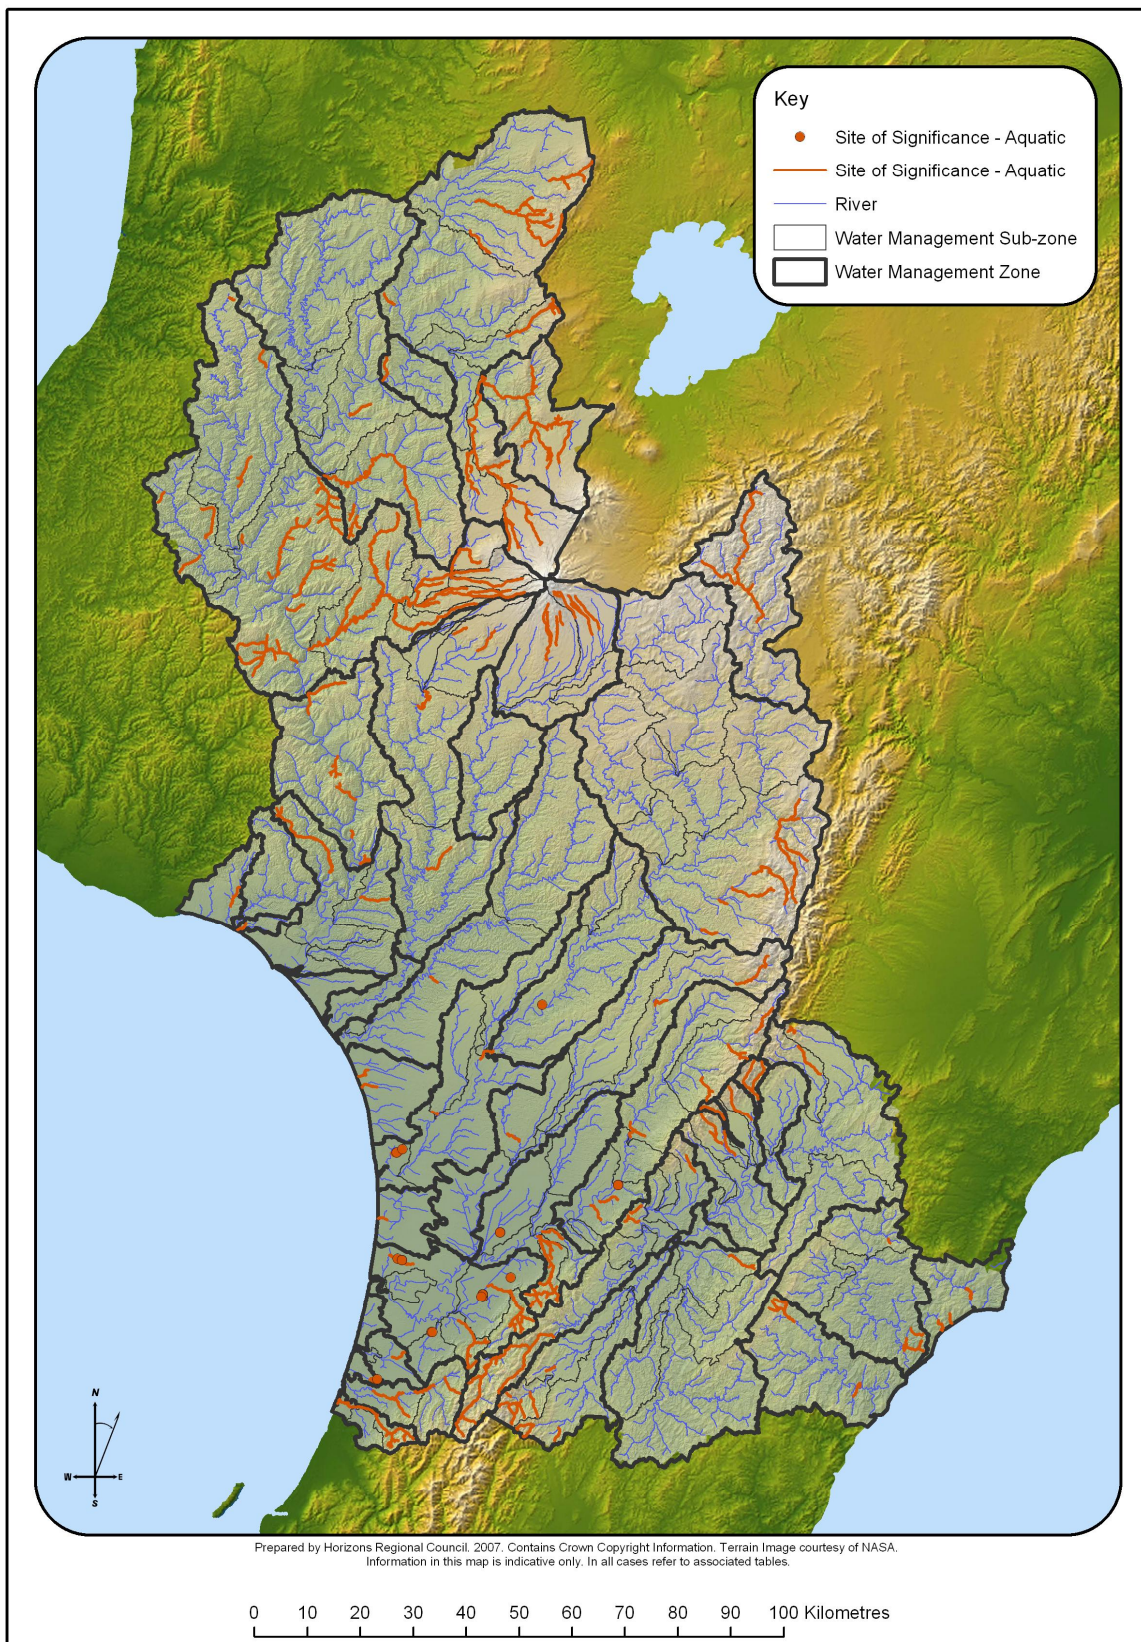 Key
Site of Significance - Aquatic
Site of Significance - Aquatic
River
Water Management Sub-zone
Water Management Zone
N
W E
S
Prepared by Horizons Regional Council, 2007. Contains Crown Copyright Information. Terrain Image courtesy of NASA.
Information in this map is indicative only. In all cases refer to associated tables.
0 10 20 30 40 50 60 70 80 90 100 Kilometres